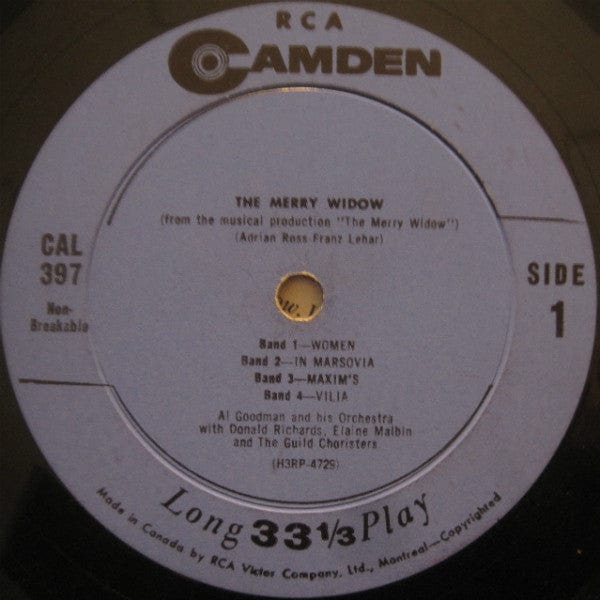 RCA
CAMDEN
THE MERRY WIDOW
(from the musical production "The Merry Widow")
(Adrian Ross-Franz Lehar)
CAL
397
Non-
Breakable
SIDE
1
Band 1—WOMEN
Band 2—IN MARSOVIA
Band 3—MAXIM'S
Band 4—VILIA
Al Goodman and his Orchestra
with Donald Richards, Elaine Malbin
and The Guild Choristers
(H3RP-4729)
Long 33 1/3 Play
Made in Canada by RCA Victor Company, Ltd., Montreal—Copyrighted